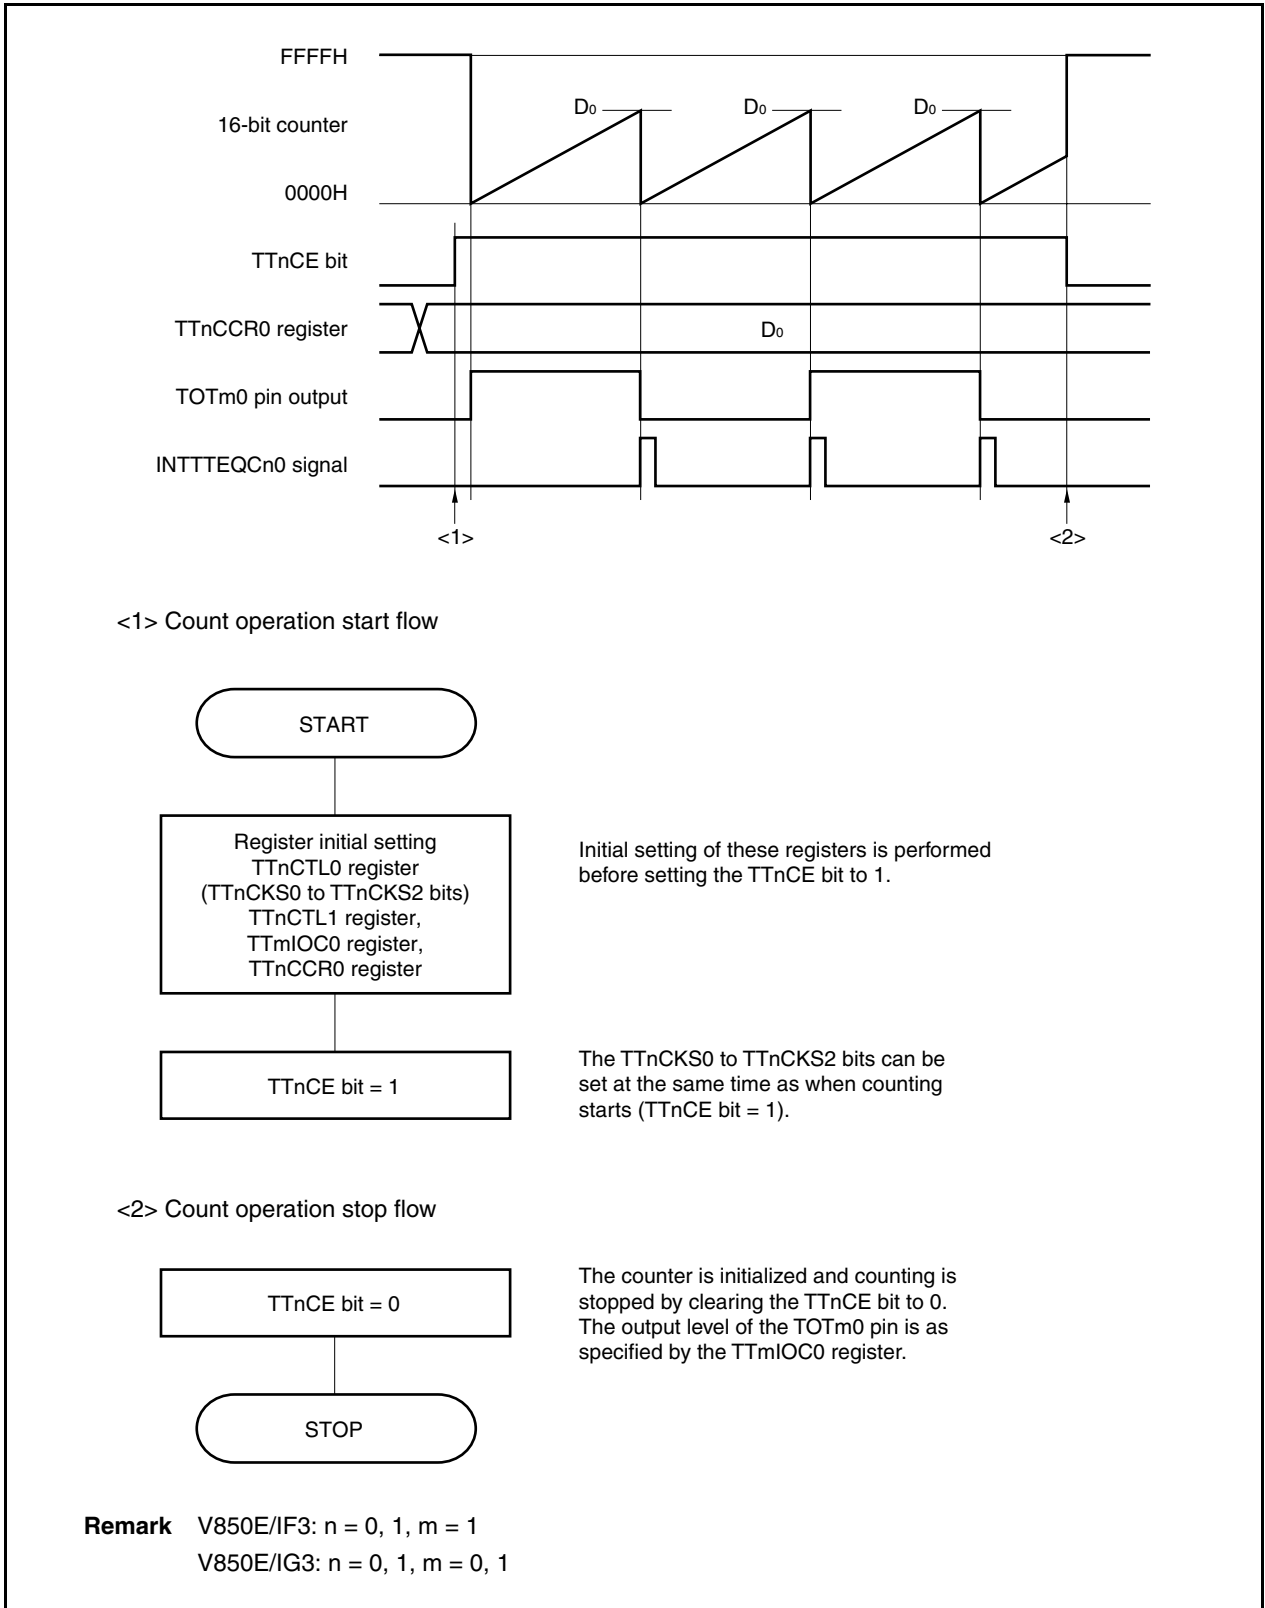 FFFFH
D0 D0 D0
16-bit counter
0000H
TTnCE bit
TTnCCR0 register
D0
TOTm0 pin output
INTTTEQCn0 signal
<1> <2>
<1> Count operation start flow
START
Register initial setting
TTnCTL0 register
(TTnCKS0 to TTnCKS2 bits)
TTnCTL1 register,
TTmIOC0 register,
TTnCCR0 register
Initial setting of these registers is performed
before setting the TTnCE bit to 1.
TTnCE bit = 1
The TTnCKS0 to TTnCKS2 bits can be
set at the same time as when counting
starts (TTnCE bit = 1).
<2> Count operation stop flow
TTnCE bit = 0
The counter is initialized and counting is
stopped by clearing the TTnCE bit to 0.
The output level of the TOTm0 pin is as
specified by the TTmIOC0 register.
STOP
Remark V850E/IF3: n = 0, 1, m = 1
V850E/IG3: n = 0, 1, m = 0, 1